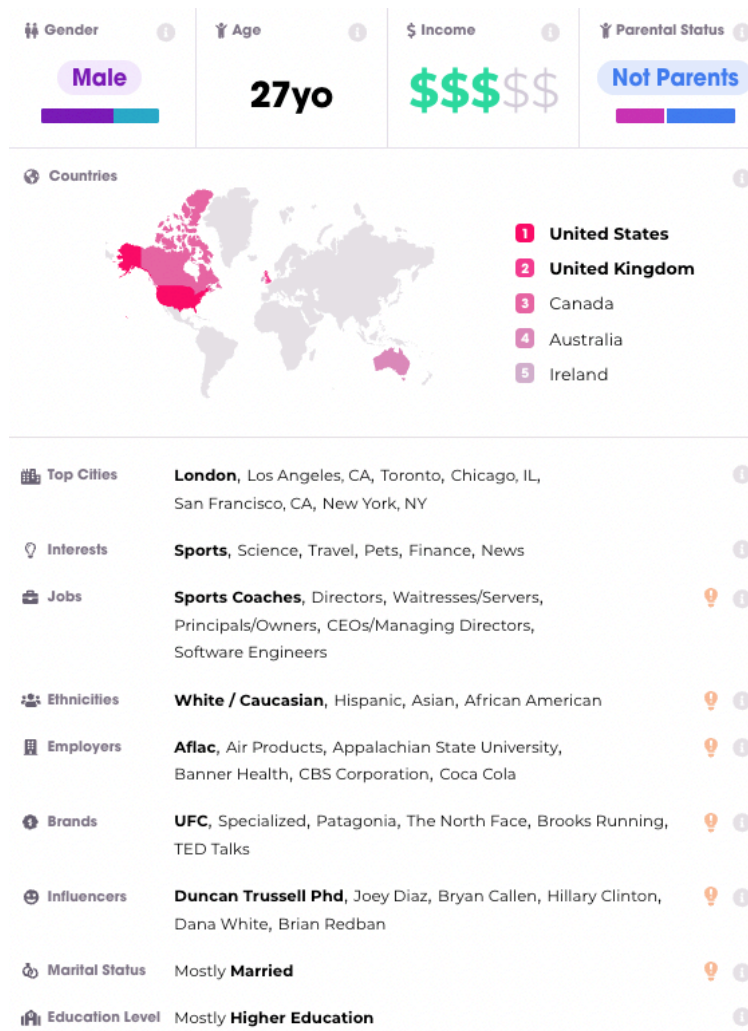 Gender
Male
Age
27yo
$ Income
$$$$$
Parental Status
Not Parents
Countries
1 United States
2 United Kingdom
3 Canada
4 Australia
5 Ireland
Top Cities London, Los Angeles, CA, Toronto, Chicago, IL,
San Francisco, CA, New York, NY
Interests Sports, Science, Travel, Pets, Finance, News
Jobs Sports Coaches, Directors, Waitresses/Servers,
Principals/Owners, CEOs/Managing Directors,
Software Engineers
Ethnicities White / Caucasian, Hispanic, Asian, African American
Employers Aflac, Air Products, Appalachian State University,
Banner Health, CBS Corporation, Coca Cola
Brands UFC, Specialized, Patagonia, The North Face, Brooks Running,
TED Talks
Influencers Duncan Trussell Phd, Joey Diaz, Bryan Callen, Hillary Clinton,
Dana White, Brian Redban
Marital Status Mostly Married
Education Level Mostly Higher Education